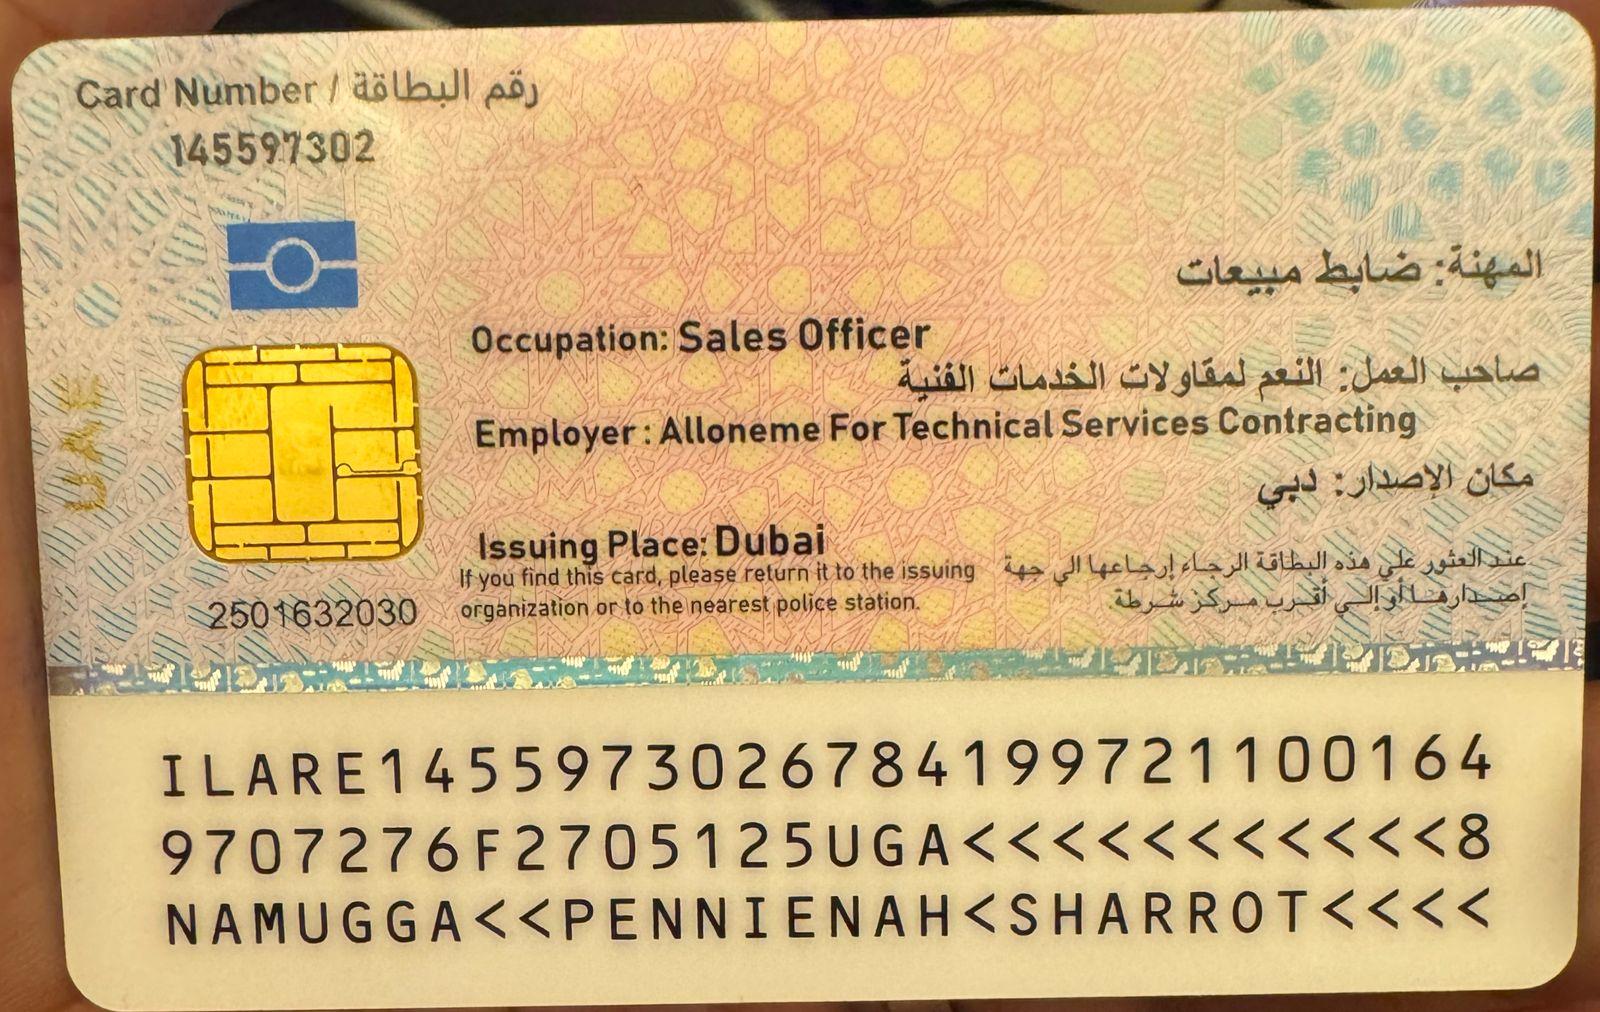 Card Number / رقم البطاقة
145597302
المهنة: ضابط مبيعات
Occupation: Sales Officer
صاحب العمل: النعم لمقاولات الخدمات الفنية
Employer : Alloneme For Technical Services Contracting
مكان الإصدار: دبي
Issuing Place: Dubai
If you find this card, please return it to the issuing
organization or to the nearest police station.
عند العثور علي هذه البطاقة الرجاء إرجاعها الي جهة
إصدارها أو إلى أقرب مركز شرطة.
UAE
2501632030
ILARE1455973026784199721100164
9707276F2705125UGA<<<<<<<<<<<8
NAMUGGA<<PENNIENAH<SHARROT<<<<